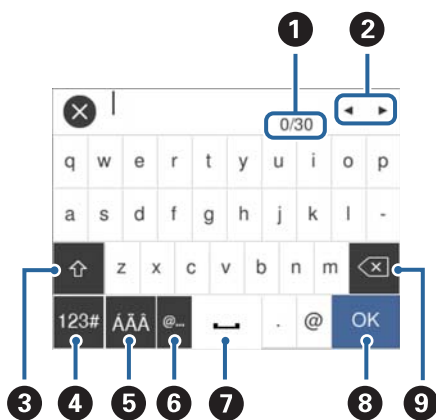 1 2
0/30
q w e r t y u i o p
a s d f g h j k l -
z x c v b n m
123# ÁÃÂ @... . @ OK
3 4 5 6 7 8 9